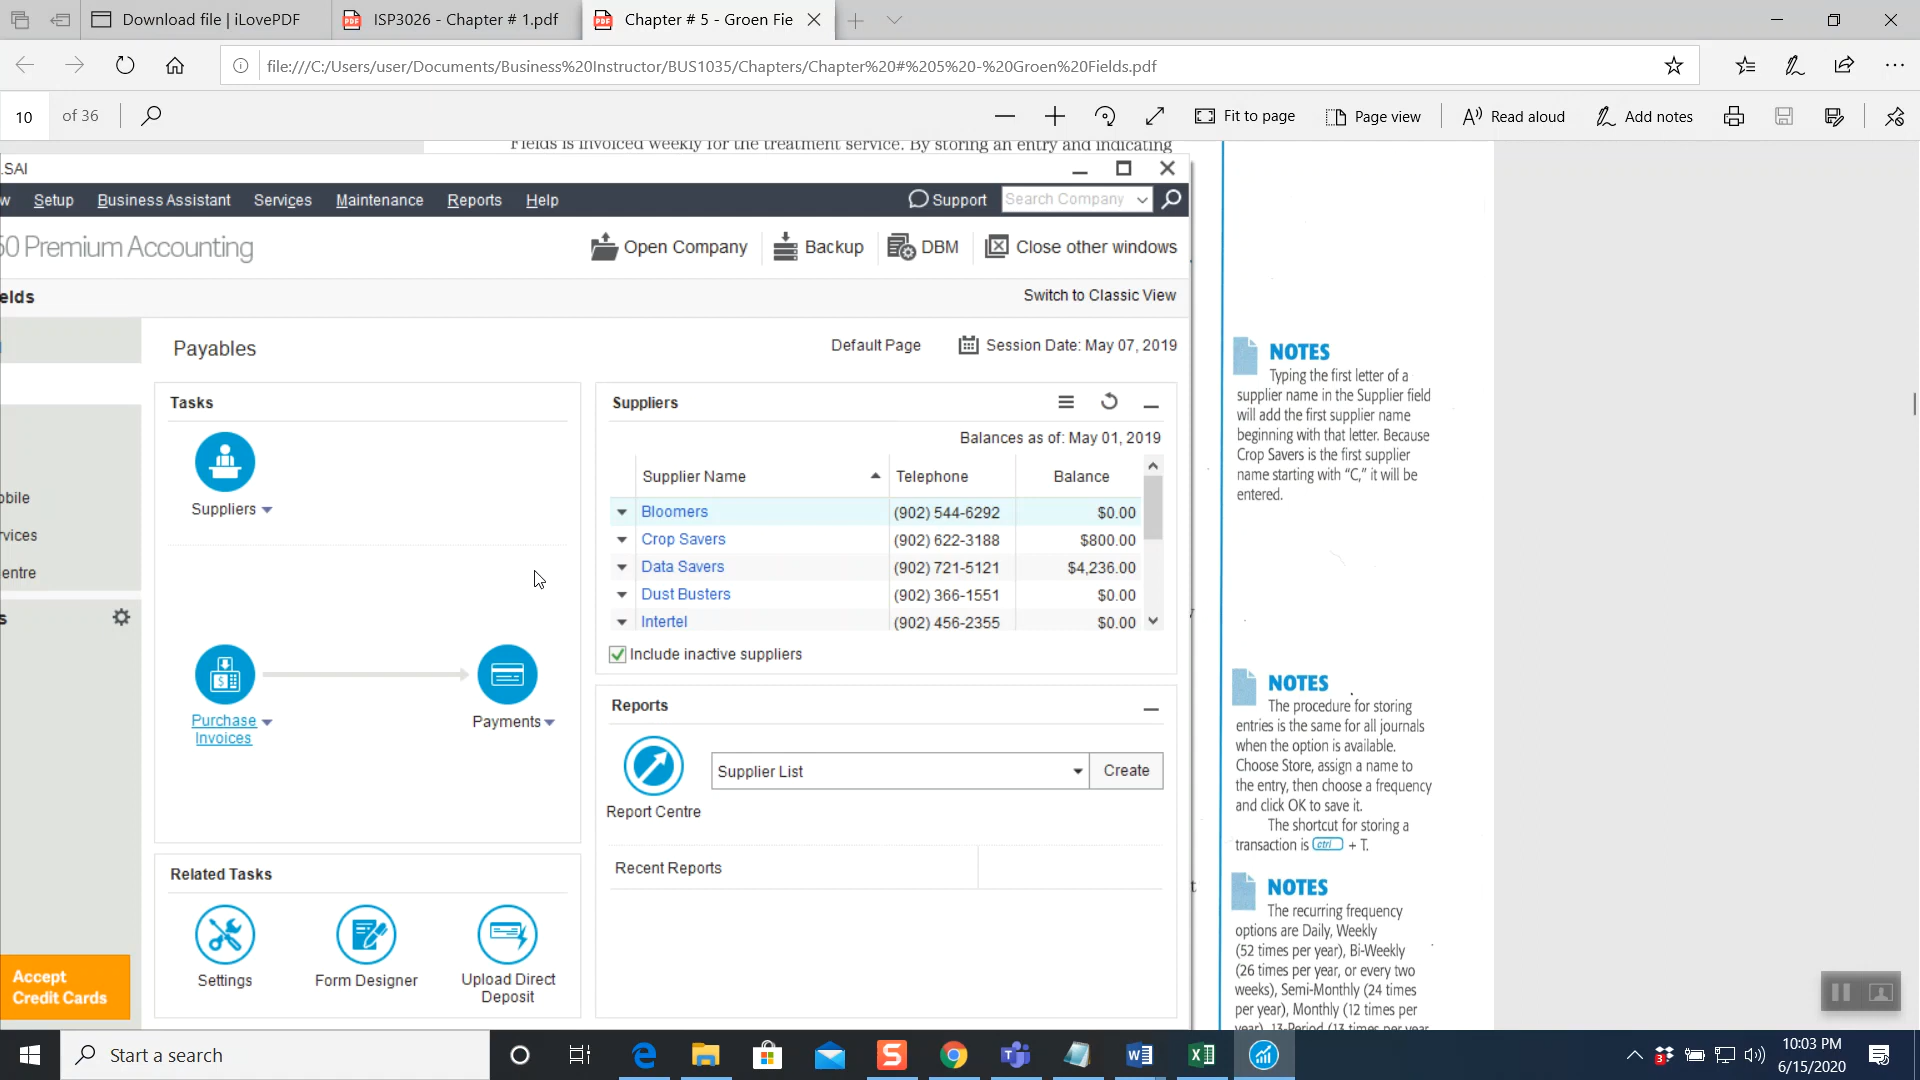 Download file | iLovePDF
ISP3026 - Chapter # 1.pdf
Chapter # 5 - Groen Fie
file:///C:/Users/user/Documents/Business%20Instructor/BUS1035/Chapters/Chapter%20#%205%20-%20Groen%20Fields.pdf
10 of 36
Fit to page
Page view
Read aloud
Add notes
Fields is invoiced weekly for the treatment service. By storing an entry and indicating
.SAI
w Setup Business Assistant Services Maintenance Reports Help
Support
Search Company
50 Premium Accounting
Open Company
Backup
DBM
Close other windows
elds
Switch to Classic View
Payables
Default Page
Session Date: May 07, 2019
Tasks
Suppliers
Purchase
Invoices
Payments
Related Tasks
Settings
Form Designer
Upload Direct
Deposit
obile
rvices
entre
s
Accept
Credit Cards
Suppliers
Balances as of: May 01, 2019
Supplier Name Telephone Balance
Bloomers (902) 544-6292 $0.00
Crop Savers (902) 622-3188 $800.00
Data Savers (902) 721-5121 $4,236.00
Dust Busters (902) 366-1551 $0.00
Intertel (902) 456-2355 $0.00
Include inactive suppliers
Reports
Report Centre
Supplier List
Create
Recent Reports
y
t
NOTES
Typing the first letter of a
supplier name in the Supplier field
will add the first supplier name
beginning with that letter. Because
Crop Savers is the first supplier
name starting with “C,” it will be
entered.
NOTES
The procedure for storing
entries is the same for all journals
when the option is available.
Choose Store, assign a name to
the entry, then choose a frequency
and click OK to save it.
The shortcut for storing a
transaction is ctrl + T.
NOTES
The recurring frequency
options are Daily, Weekly
(52 times per year), Bi-Weekly
(26 times per year, or every two
weeks), Semi-Monthly (24 times
per year), Monthly (12 times per
year), 13-Period (13 times per year
Start a search
3
10:03 PM
6/15/2020